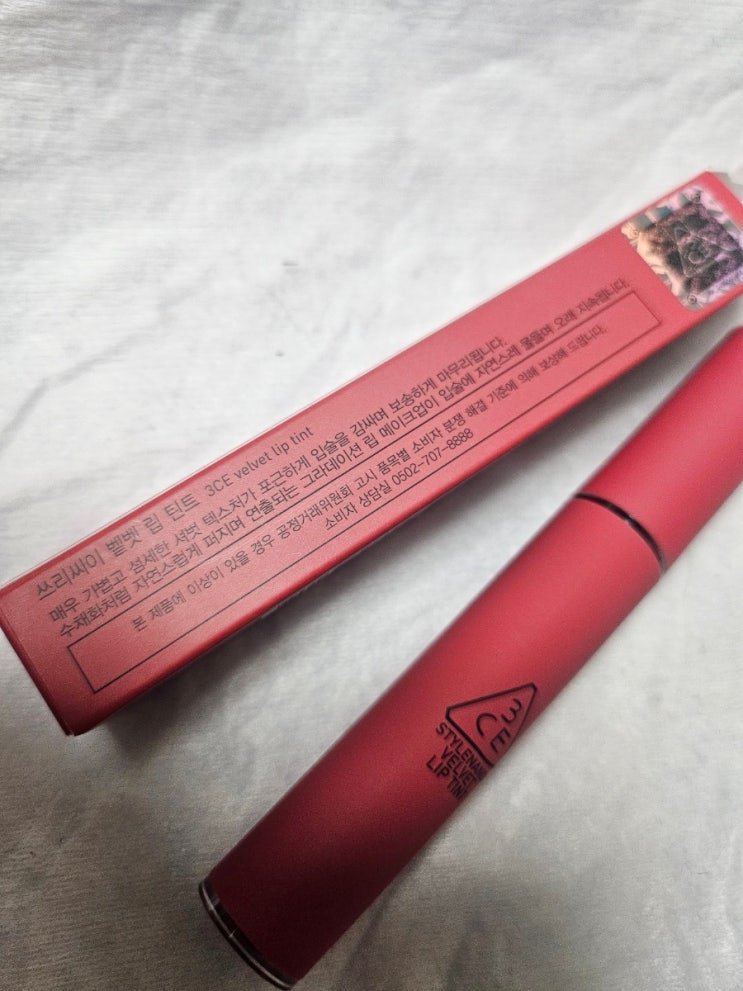 쓰리씨이 벨벳 립 틴트 3CE velvet lip tint
매우 가볍고 섬세한 셔벗 텍스처가 포근하게 입술을 감싸며 보송하게 마무리됩니다.
수채화처럼 자연스럽게 퍼지며 연출되는 그라데이션 립 메이크업이 입술에 자연스레 물들며 오래 지속됩니다.
본 제품에 이상이 있을 경우 공정거래위원회 고시 품목별 소비자 분쟁 해결 기준에 의해 보상해 드립니다.
소비자 상담실 0502-707-8888
3
CE
STYLENAN
VELVET
LIP TINT